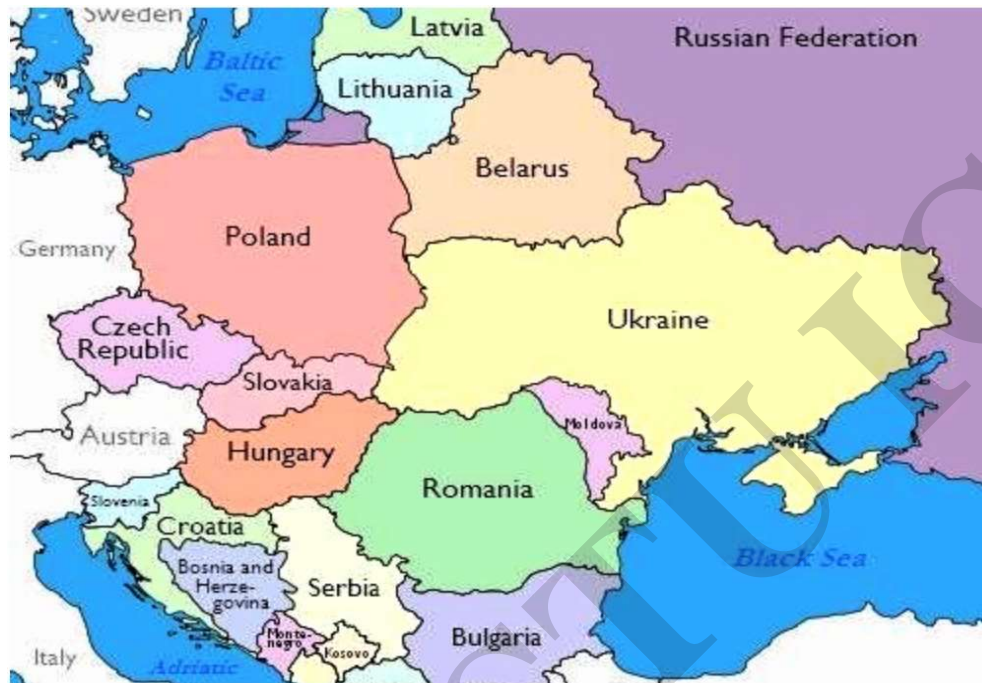 Sweden
Latvia
Russian Federation
Baltic
Sea
Lithuania
Belarus
Poland
Germany
Ukraine
Czech
Republic
Slovakia
Austria
Moldova
Hungary
Romania
Slovenia
Croatia
Bosnia and
Herze-
govina
Serbia
Black Sea
Monte-
negro
Kosovo
Bulgaria
Italy
Adriatic